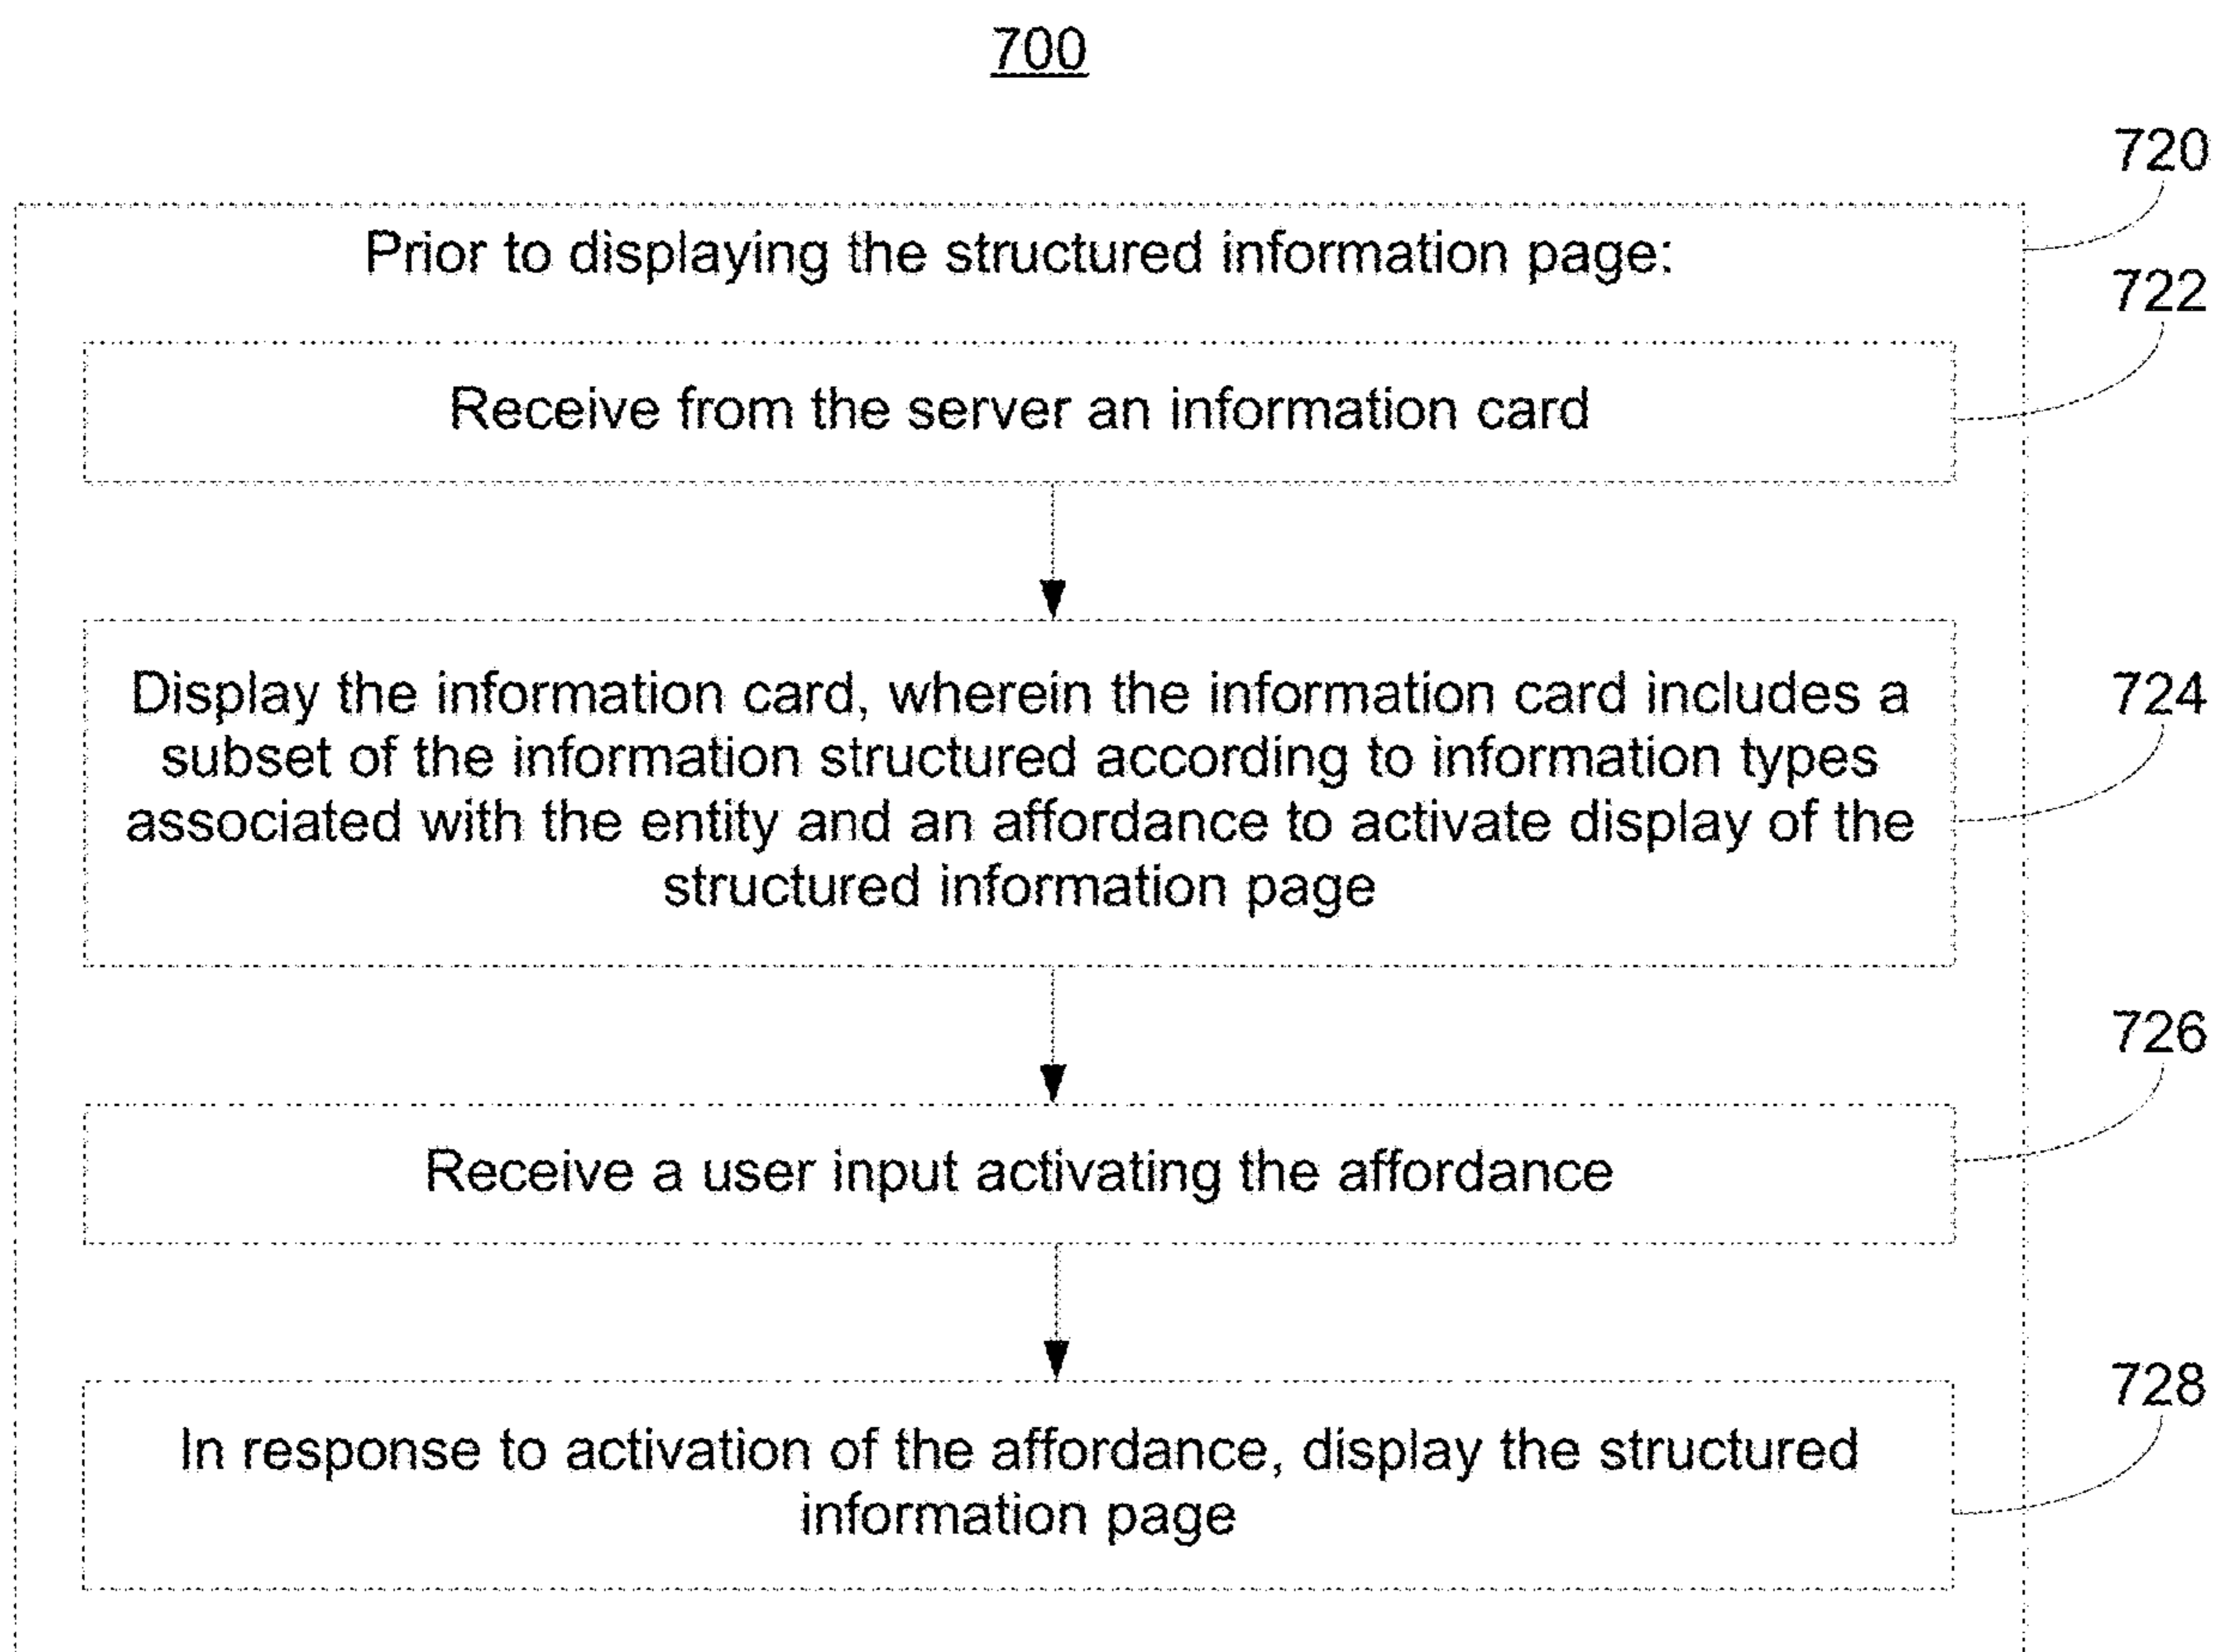 700
720
Prior to displaying the structured information page:
722
Receive from the server an information card
Display the information card, wherein the information card includes a
724
subset of the information structured according to information types
associated with the entity and an affordance to activate display of the
structured information page
726
Receive a user input activating the affordance
728
In response to activation of the affordance, display the structured
information page